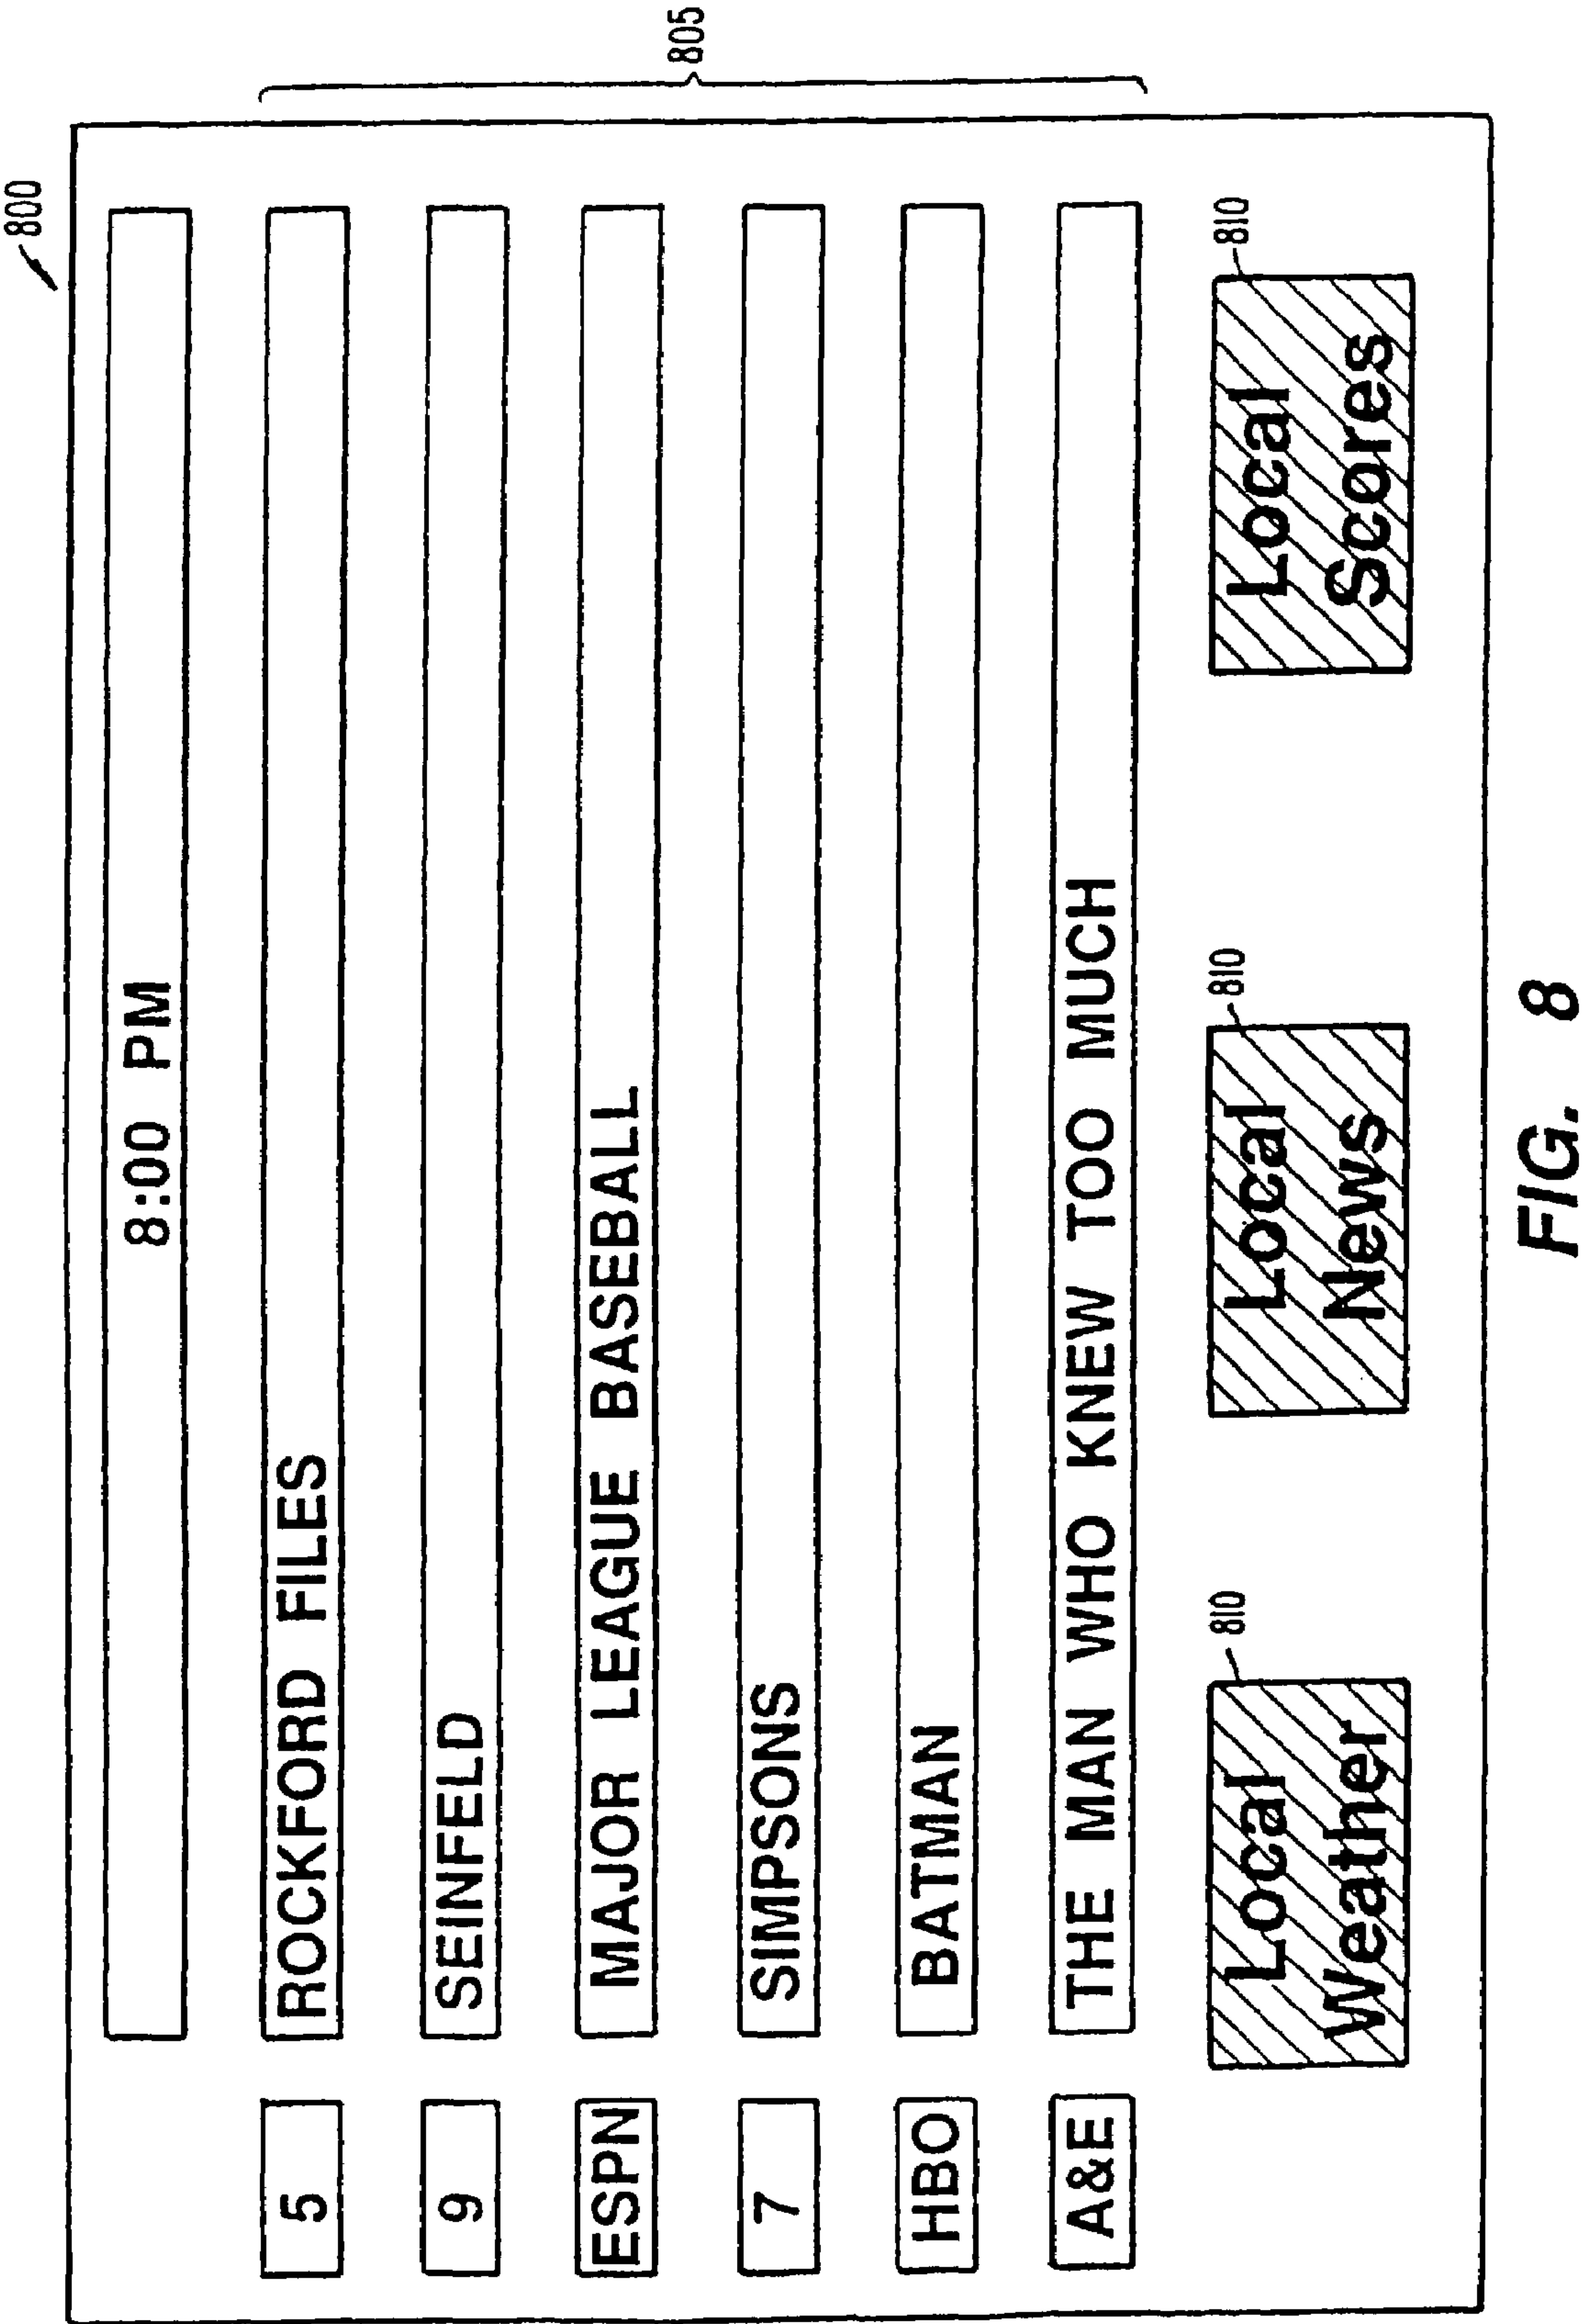 800
8:00 PM
805
5 ROCKFORD FILES
9 SEINFELD
ESPN MAJOR LEAGUE BASEBALL
7 SIMPSONS
HBO BATMAN
A&E THE MAN WHO KNEW TOO MUCH
810 810 810
Local Local Local
Weather News Scores
FIG. 8